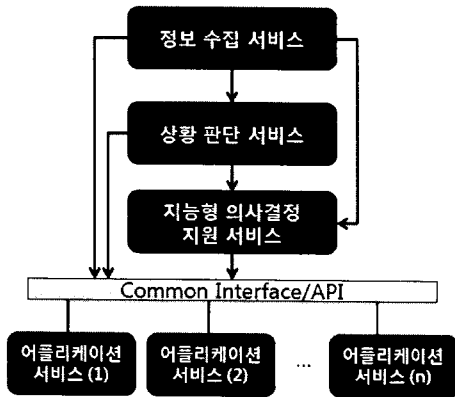 정보 수집 서비스
상황 판단 서비스
지능형 의사결정
지원 서비스
Common Interface/API
어플리케이션
서비스 (1)
어플리케이션
서비스 (2)
...
어플리케이션
서비스 (n)